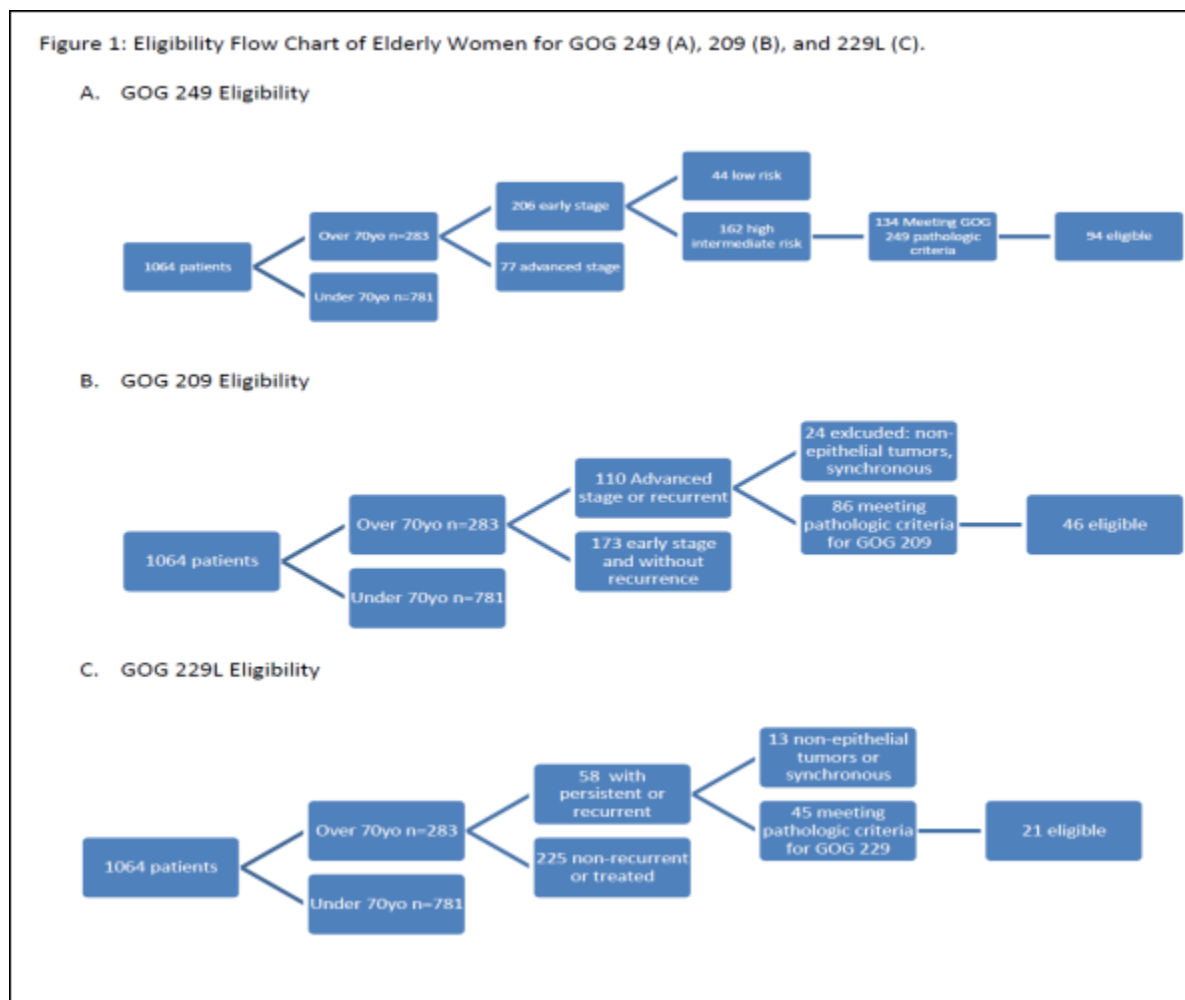 Figure 1: Eligibility Flow Chart of Elderly Women for GOG 249 (A), 209 (B), and 229L (C).
A. GOG 249 Eligibility
1064 patients
Over 70yo n=283
Under 70yo n=781
206 early stage
77 advanced stage
44 low risk
162 high
intermediate risk
134 Meeting GOG
249 pathologic
criteria
94 eligible
B. GOG 209 Eligibility
1064 patients
Over 70yo n=283
Under 70yo n=781
110 Advanced
stage or recurrent
173 early stage
and without
recurrence
24 exlcuded: non-
epithelial tumors,
synchronous
86 meeting
pathologic criteria
for GOG 209
46 eligible
C. GOG 229L Eligibility
1064 patients
Over 70yo n=283
Under 70yo n=781
58 with
persistent or
recurrent
225 non-recurrent
or treated
13 non-epithelial
tumors or
synchronous
45 meeting
pathologic criteria
for GOG 229
21 eligible